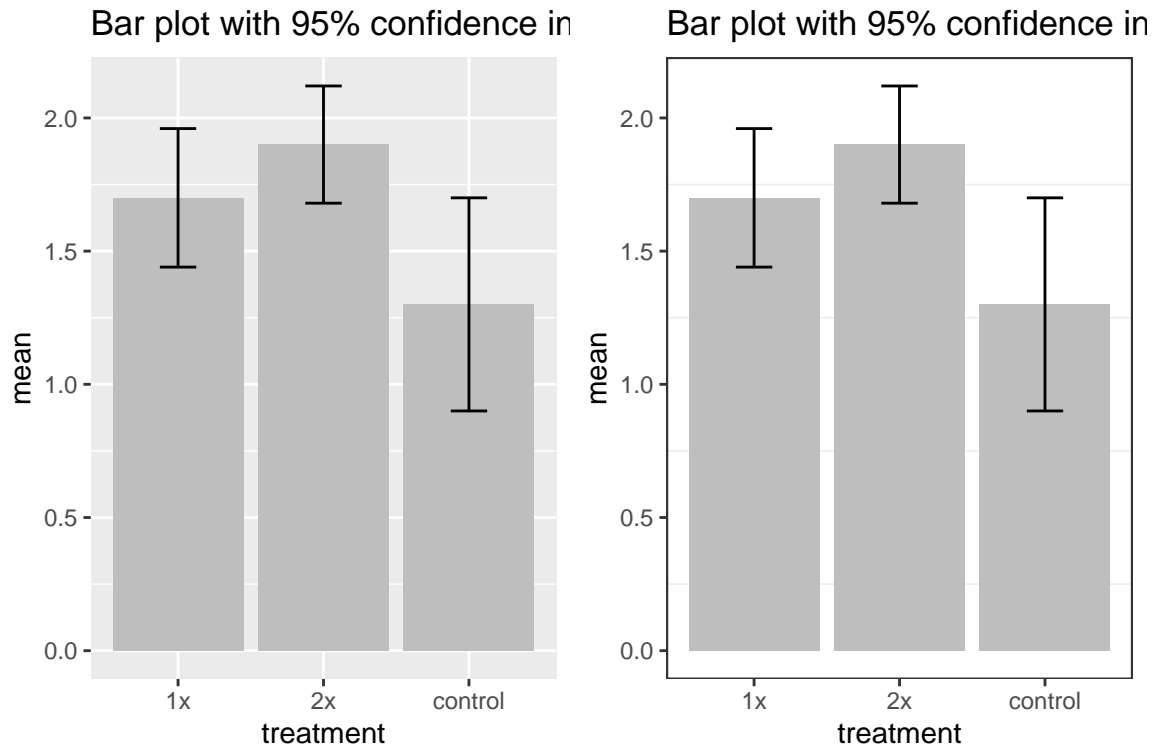 Bar plot with 95% confidence in
2.0
1.5
1.0
0.5
0.0
mean
1x 2x control
treatment
Bar plot with 95% confidence in
2.0
1.5
1.0
0.5
0.0
mean
1x 2x control
treatment